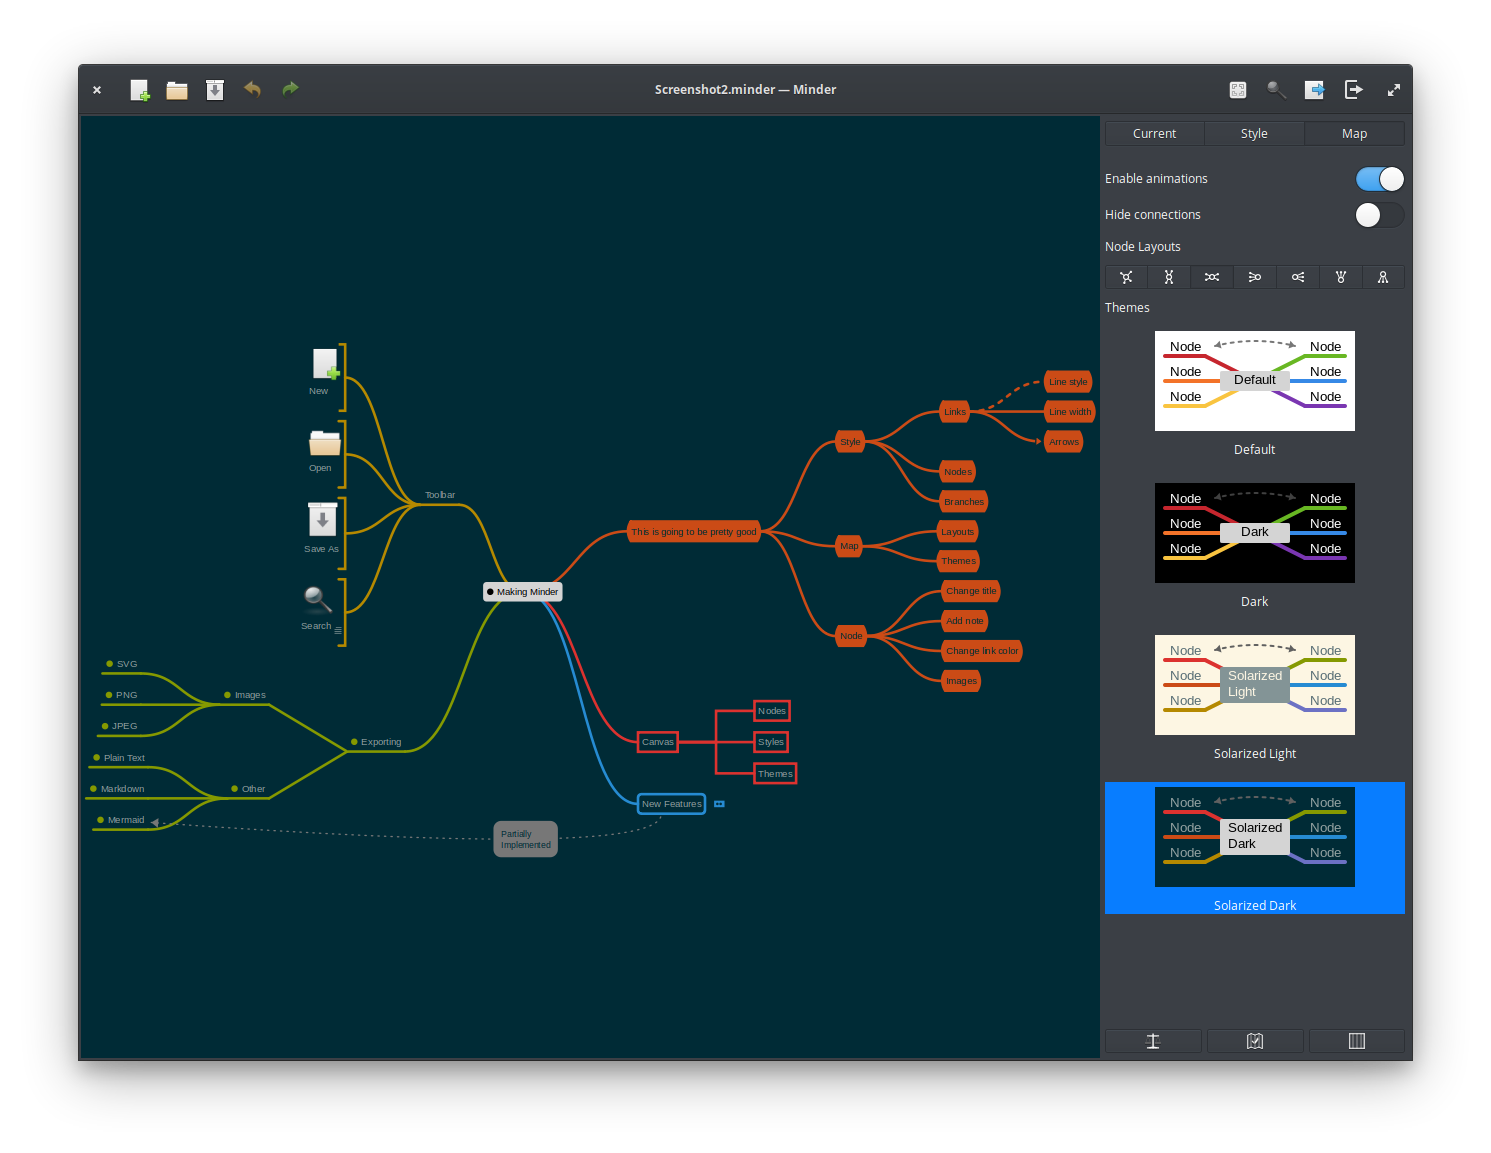 Screenshot2.minder — Minder
Current
Style
Map
Enable animations
Hide connections
Node Layouts
Themes
Node
Node
Node
Default
Node
Node
Node
Default
Node
Node
Node
Dark
Node
Node
Node
Dark
Node
Node
Node
Solarized
Light
Node
Node
Node
Solarized Light
Node
Node
Node
Solarized
Dark
Node
Node
Node
Solarized Dark
New
Open
Save As
Search
Toolbar
Making Minder
SVG
PNG
JPEG
Images
Plain Text
Markdown
Mermaid
Other
Exporting
This is going to be pretty good
Style
Links
Line style
Line width
Arrows
Nodes
Branches
Map
Layouts
Themes
Node
Change title
Add note
Change link color
Images
Canvas
Nodes
Styles
Themes
New Features
Partially
Implemented